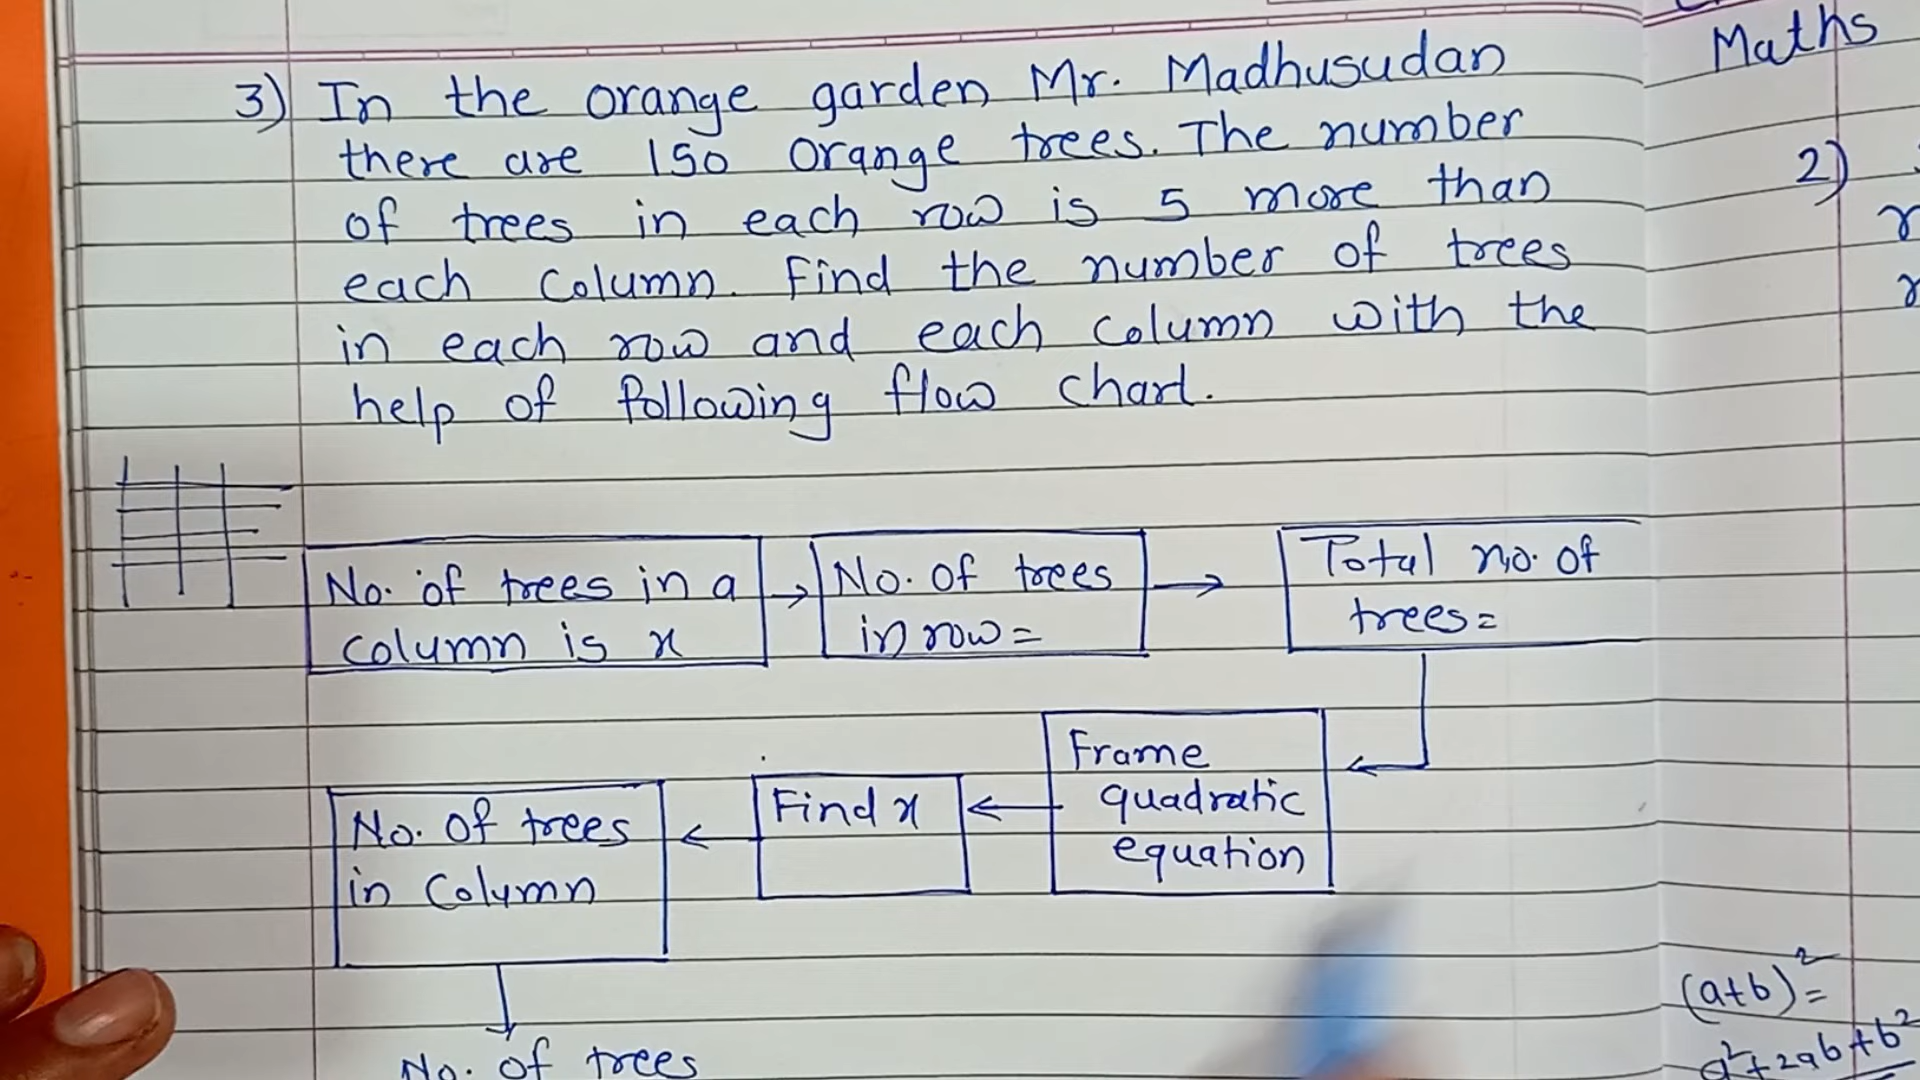 3) In the orange garden Mr. Madhusudan
there are 150 orange trees. The number
of trees in each row is 5 more than
each column. Find the number of trees
in each row and each column with the
help of following flow chart.
No. of trees in a
column is x
No. of trees
in row =
Total no. of
trees =
Frame
quadratic
equation
Find x
No. of trees
in Column
No. of trees
Maths
2)
(a+b)² =
a²+2ab+b²